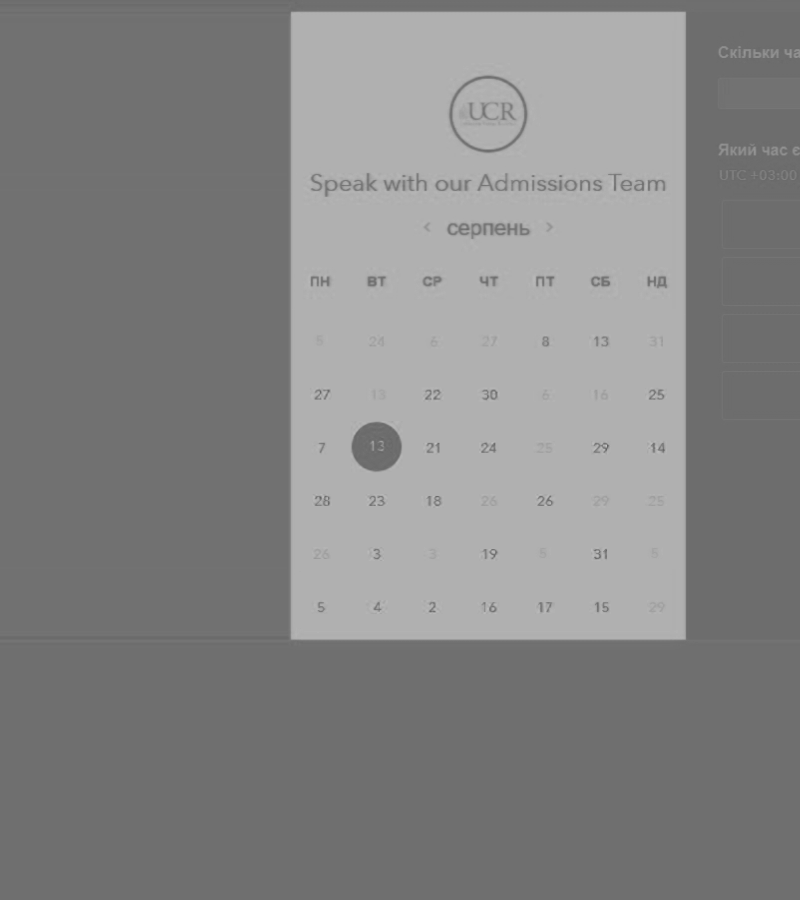 UCR
Speak with our Admissions Team
< серпень >
ПН ВТ СР ЧТ ПТ СБ НД
5 24 6 27 8 13 31
27 13 22 30 6 16 25
7 13 21 24 25 29 14
28 23 18 26 26 29 25
26 3 3 19 5 31 5
5 4 2 16 17 15 29
Скільки ча
Який час є
UTC +03:00